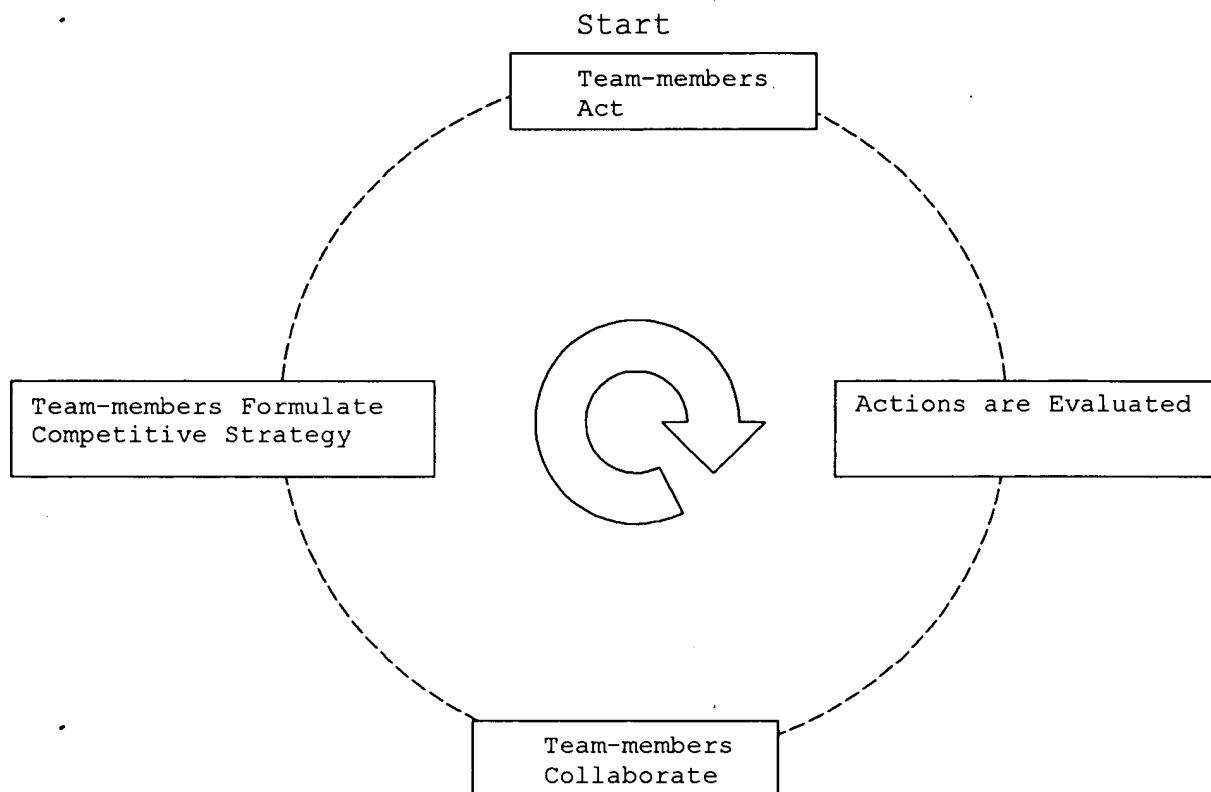 Start
Team-members
Act
Team-members Formulate
Competitive Strategy
Actions are Evaluated
Team-members
Collaborate